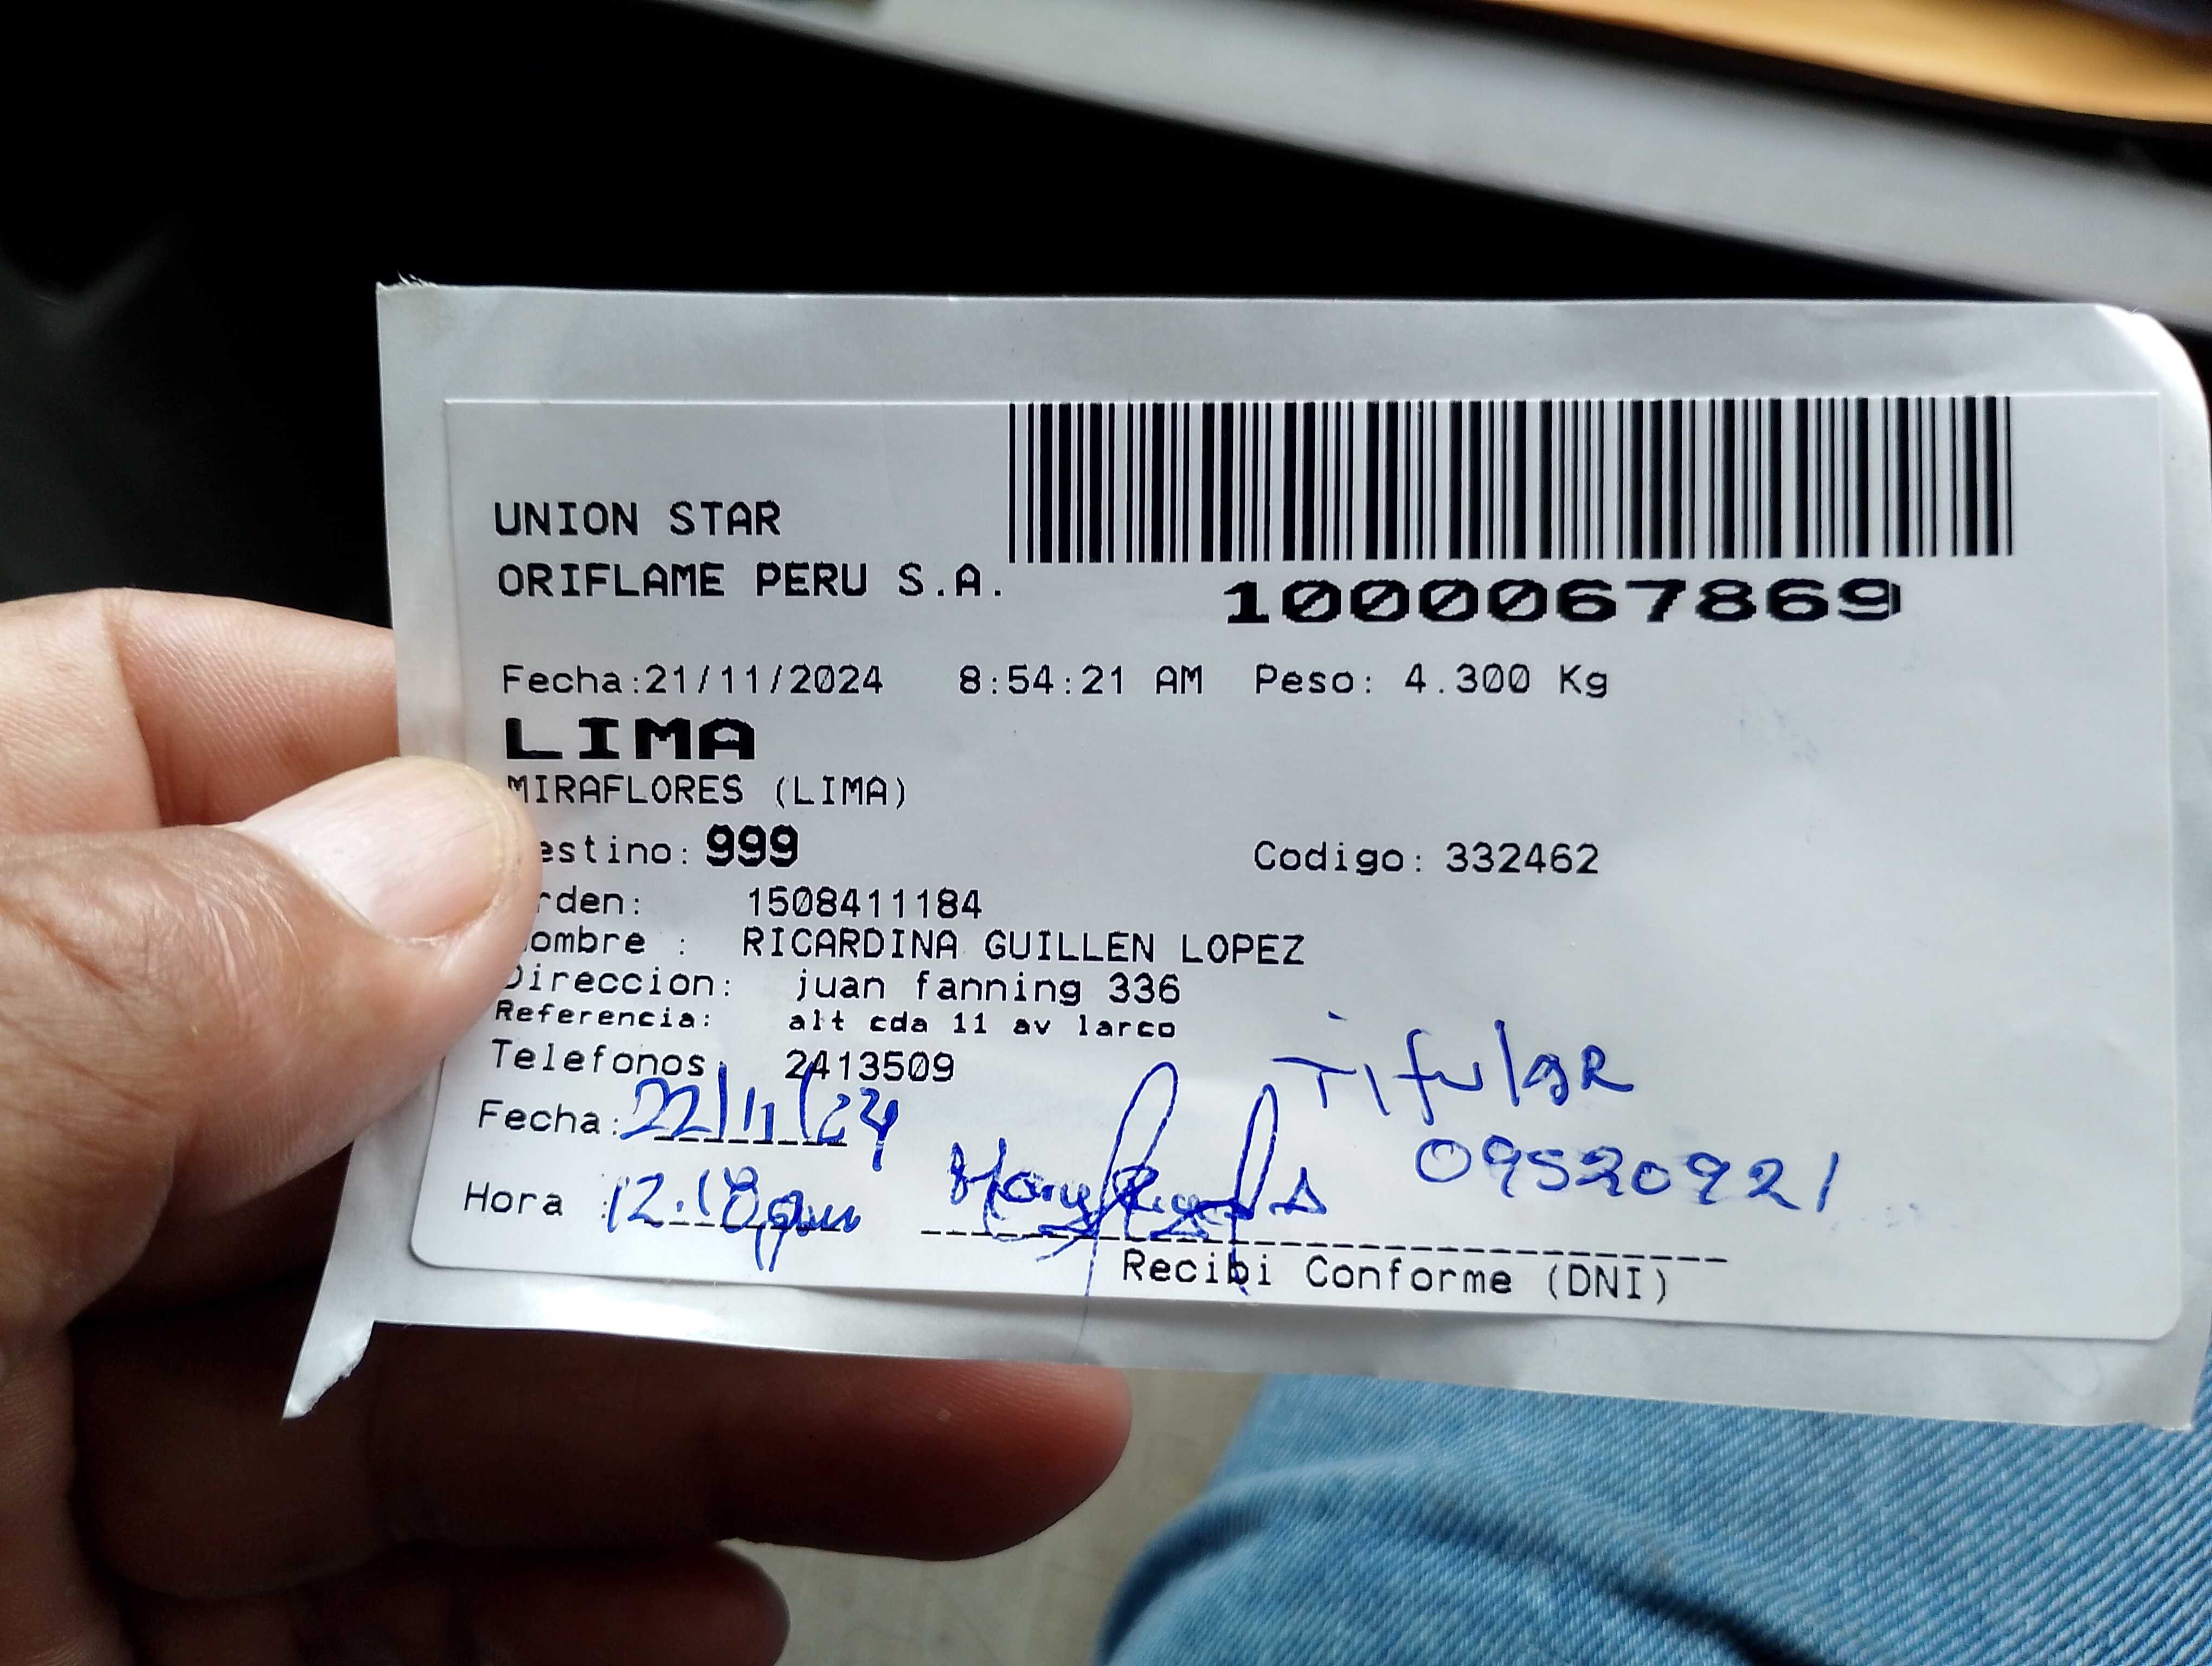 UNION STAR
ORIFLAME PERU S.A.
1000067869
Fecha:21/11/2024 8:54:21 AM Peso: 4.300 Kg
LIMA
MIRAFLORES (LIMA)
estino: 999 Codigo: 332462
rden: 1508411184
ombre : RICARDINA GUILLEN LOPEZ
Direccion: juan fanning 336
Referencia: alt cda 11 av larco
Telefonos: 2413509
Titular
Fecha: 22/11/24
09520921
Hora : 12.18pm
Recibi Conforme (DNI)